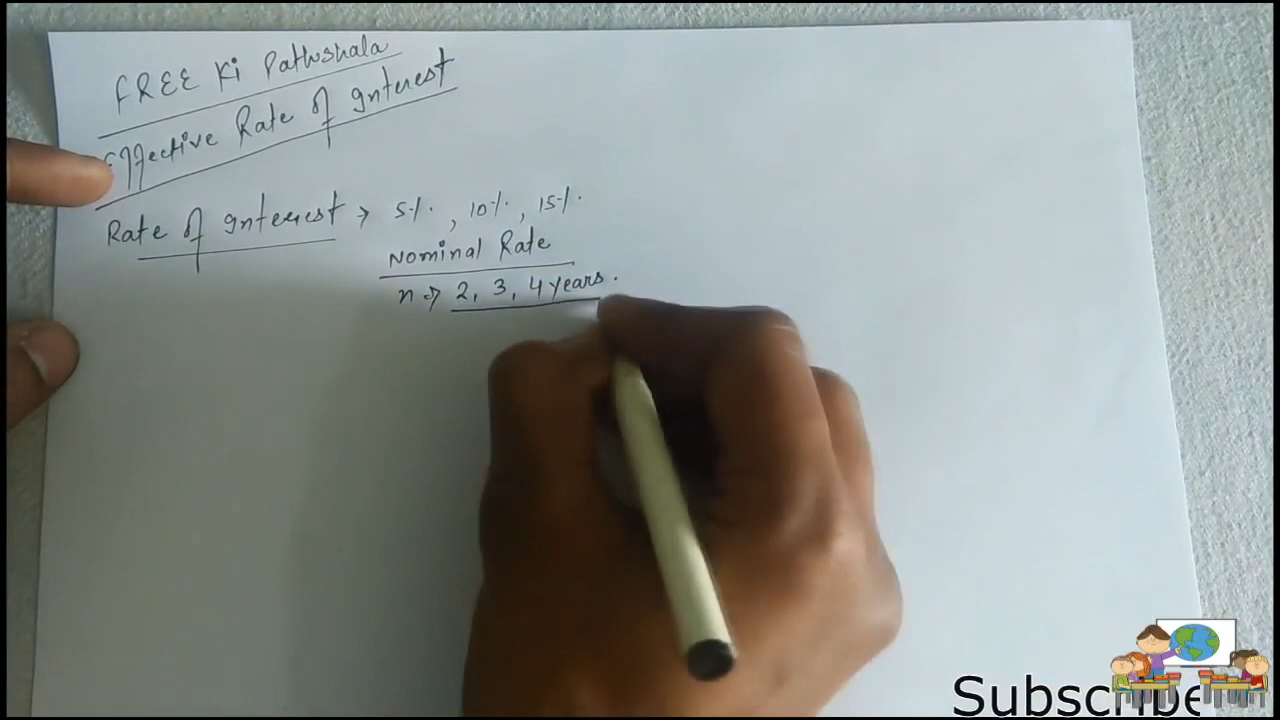 FREE Ki Pathshala
Effective Rate of Interest
Rate of Interest → 5%, 10%, 15%.
Nominal Rate
n ⇒ 2, 3, 4 years.
Subscribe